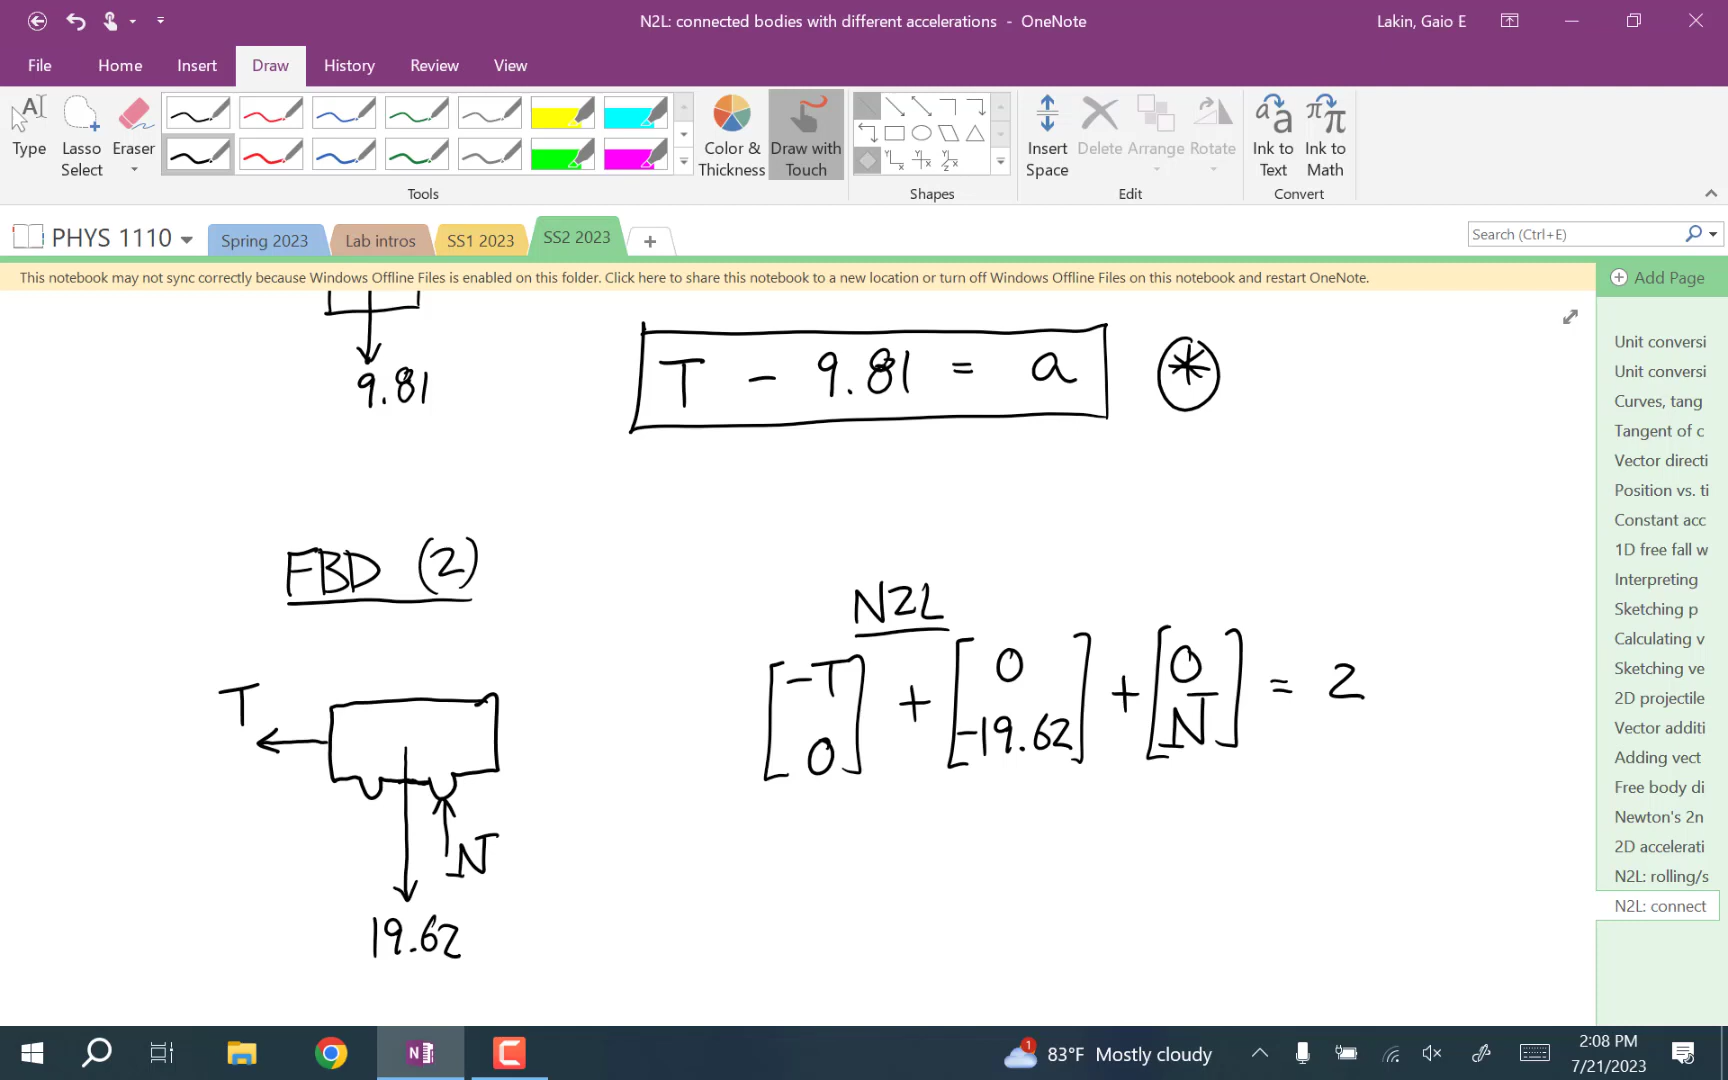 N2L: connected bodies with different accelerations - OneNote
Lakin, Gaio E
File Home Insert Draw History Review View
Type
Lasso Select
Eraser
Color & Thickness
Draw with Touch
Insert Space
Delete
Arrange
Rotate
Ink to Text
Ink to Math
Tools
Shapes
Edit
Convert
PHYS 1110
Spring 2023
Lab intros
SS1 2023
SS2 2023
Search (Ctrl+E)
This notebook may not sync correctly because Windows Offline Files is enabled on this folder. Click here to share this notebook to a new location or turn off Windows Offline Files on this notebook and restart OneNote.
Add Page
Unit conversi
Unit conversi
Curves, tang
Tangent of c
Vector directi
Position vs. ti
Constant acc
1D free fall w
Interpreting
Sketching p
Calculating v
Sketching ve
2D projectile
Vector additi
Adding vect
Free body di
Newton's 2n
2D accelerati
N2L: rolling/s
N2L: connect
9.81
T - 9.81 = a *
FBD (2)
N2L
T
N
19.62
[-T 0] + [0 -19.62] + [0 N] = 2
83°F Mostly cloudy
2:08 PM
7/21/2023